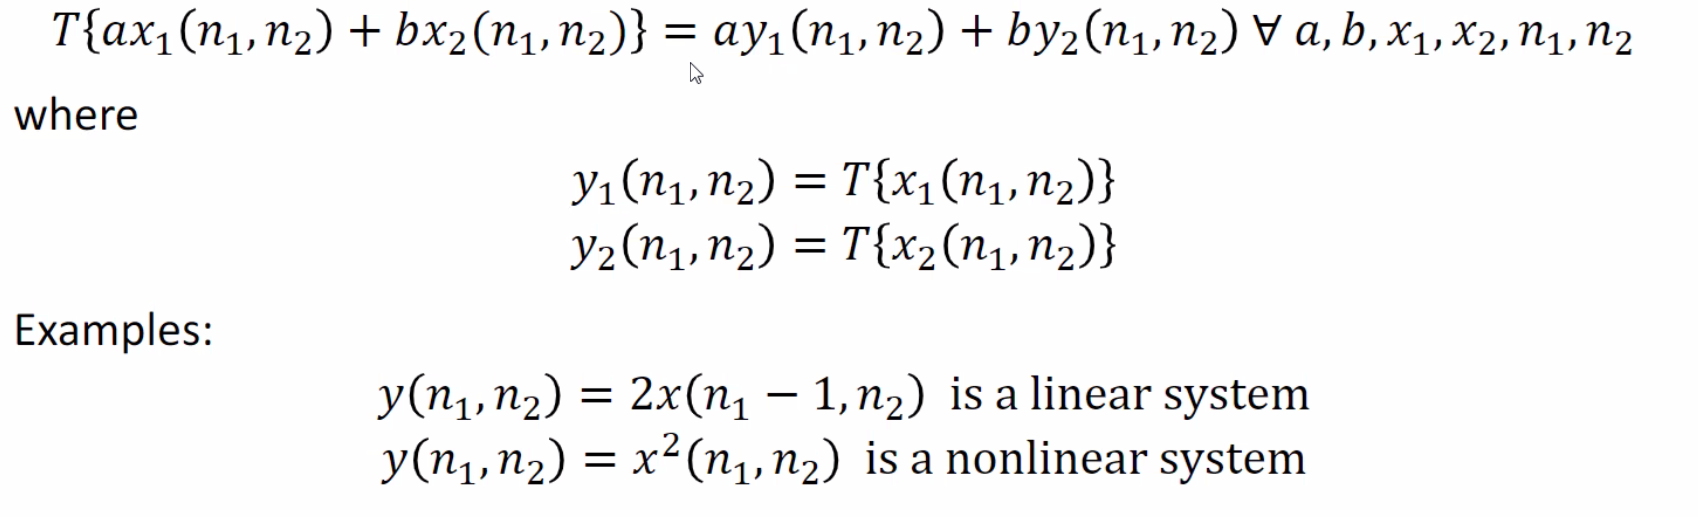 T{ax₁(n₁, n₂) + bx₂(n₁, n₂)} = ay₁(n₁, n₂) + by₂(n₁, n₂) ∀ a, b, x₁, x₂, n₁, n₂
where
y₁(n₁, n₂) = T{x₁(n₁, n₂)}
y₂(n₁, n₂) = T{x₂(n₁, n₂)}
Examples:
y(n₁, n₂) = 2x(n₁ − 1, n₂) is a linear system
y(n₁, n₂) = x²(n₁, n₂) is a nonlinear system